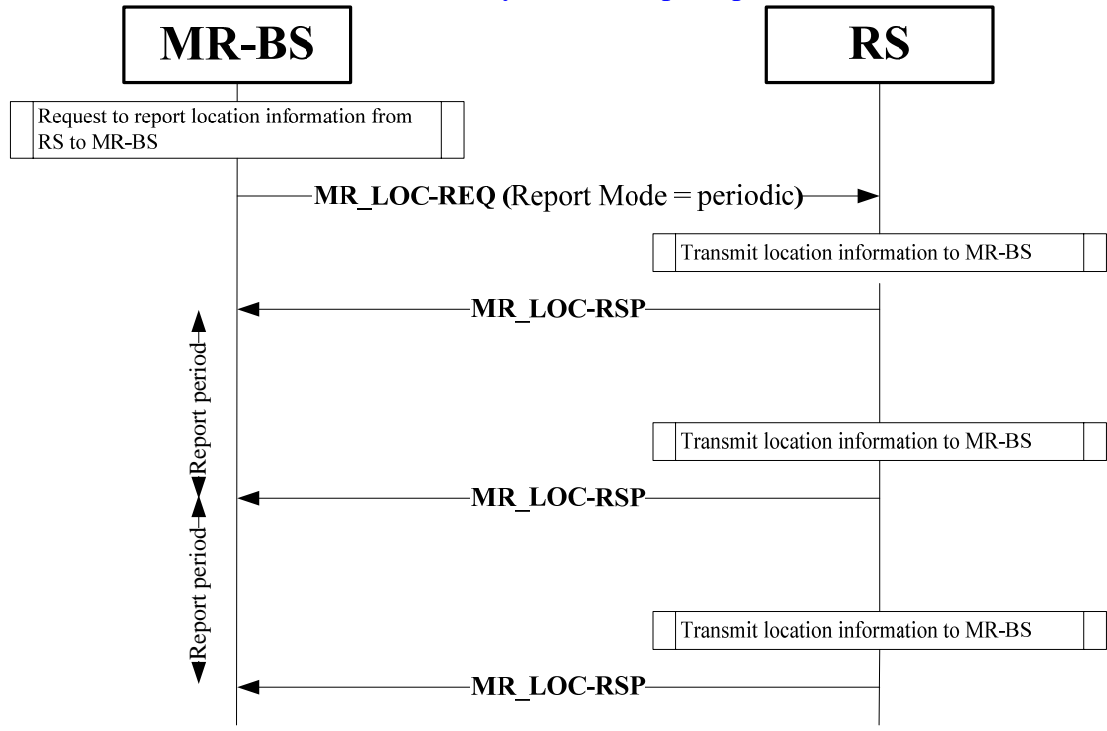 MR-BS
RS
Request to report location information from
RS to MR-BS
MR_LOC-REQ (Report Mode = periodic)
Transmit location information to MR-BS
MR_LOC-RSP
Report period
Transmit location information to MR-BS
MR_LOC-RSP
Report period
Transmit location information to MR-BS
MR_LOC-RSP